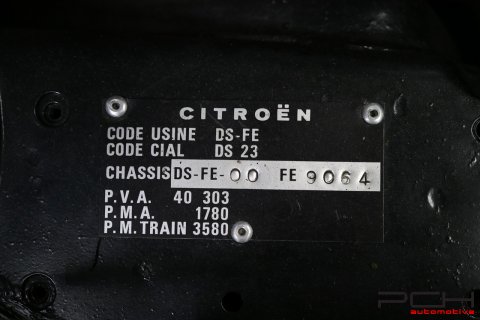 CITROËN
CODE USINE DS-FE
CODE CIAL DS 23
CHASSIS DS-FE-00 FE 9064
P.V.A. 40 303
P.M.A. 1780
P.M. TRAIN 3580
PCH
automotive